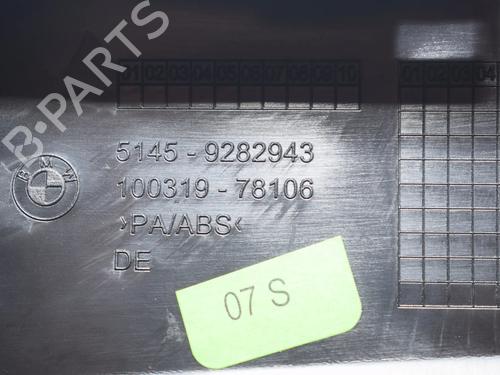 B-PARTS
01 02 03 04 05 06 07 08 09 10
01 02 03 04
BMW
5145 - 9282943
100319 - 78106
>PA/ABS<
DE
07 S